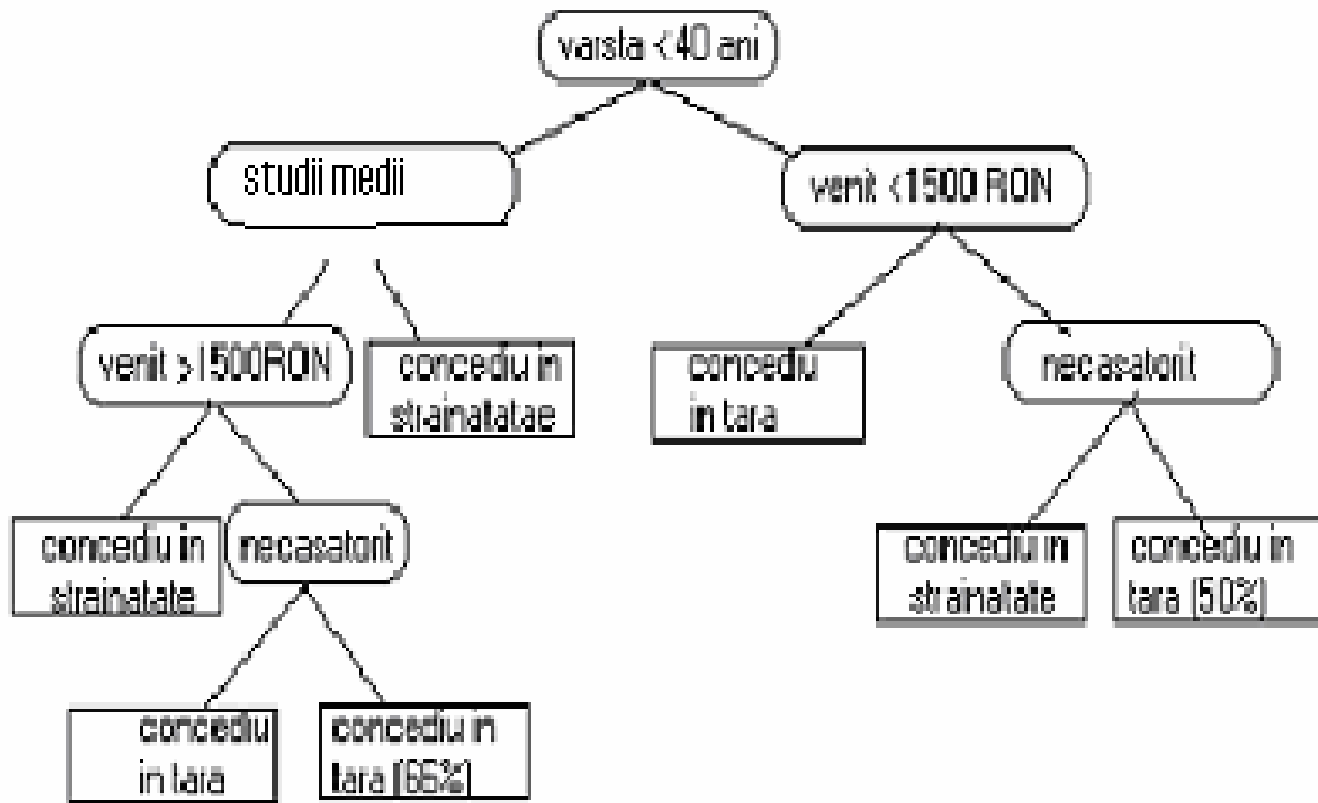 varsta <40 ani
studii medii
venit <1500 RON
venit >1500RON
concediu in
strainatatae
concediu
in tara
necasatorit
concediu in
strainatate
necasatorit
concediu in
strainatate
concediu in
tara (50%)
concediu
in tara
concediu in
tara (66%)